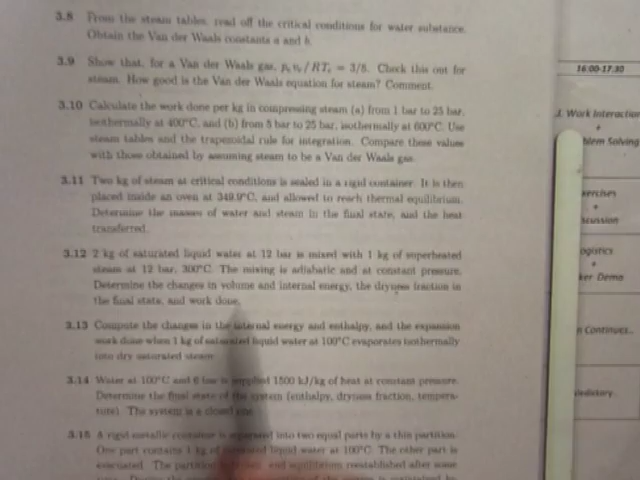 3.8 From the steam tables, read off the critical conditions for water substance.
Obtain the Van der Waals constants a and b.
3.9 Show that, for a Van der Waals gas, pcvc/RTc = 3/8. Check this out for
steam. How good is the Van der Waals equation for steam? Comment.
3.10 Calculate the work done per kg in compressing steam (a) from 1 bar to 25 bar,
isothermally at 400°C, and (b) from 5 bar to 25 bar, isothermally at 600°C. Use
steam tables and the trapezoidal rule for integration. Compare these values
with those obtained by assuming steam to be a Van der Waals gas.
3.11 Two kg of steam at critical conditions is sealed in a rigid container. It is then
placed inside an oven at 349.9°C, and allowed to reach thermal equilibrium.
Determine the masses of water and steam in the final state, and the heat
transferred.
3.12 2 kg of saturated liquid water at 12 bar is mixed with 1 kg of superheated
steam at 12 bar, 300°C. The mixing is adiabatic and at constant pressure.
Determine the changes in volume and internal energy, the dryness fraction in
the final state, and work done.
3.13 Compute the changes in the internal energy and enthalpy, and the expansion
work done when 1 kg of saturated liquid water at 100°C evaporates isothermally
into dry saturated steam
3.14 Water at 100°C and 6 bar is supplied 1500 kJ/kg of heat at constant pressure.
Determine the final state of the system (enthalpy, dryness fraction, tempera-
ture). The system is a closed one.
3.15 A rigid metallic container is separated into two equal parts by a thin partition.
One part contains 1 kg of saturated liquid water at 100°C. The other part is
evacuated. The partition and equilibrium reestablished after some
16:00-17:30
J. Work Interaction
+
blem Solving
xercises
+
scussion
ogistics
+
ker Demo
n Continues..